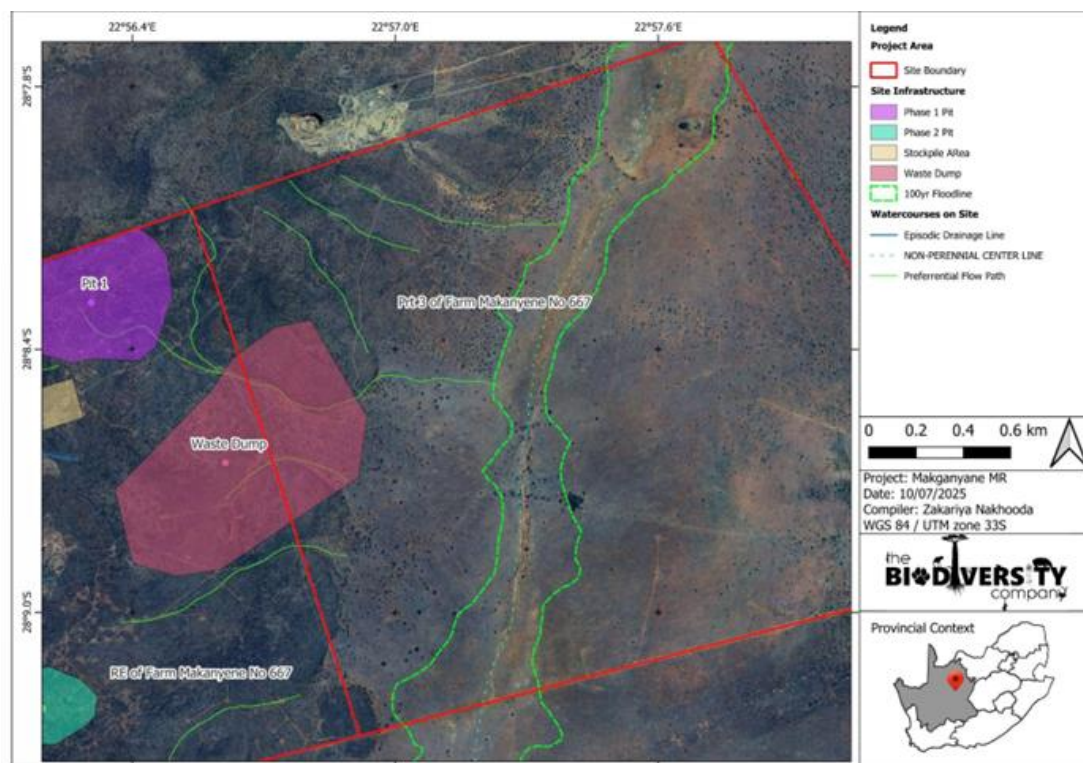 22°56.4'E 22°57.0'E 22°57.6'E
28°7.8'S
28°8.4'S
28°9.0'S
Pit 1
Prt 3 of Farm Makanyene No 667
Waste Dump
RE of Farm Makanyene No 667
Legend
Project Area
Site Boundary
Site Infrastructure
Phase 1 Pit
Phase 2 Pit
Stockpile ARea
Waste Dump
100yr Floodline
Watercourses on Site
Episodic Drainage Line
NON-PERENNIAL CENTER LINE
Preferrential Flow Path
0 0.2 0.4 0.6 km
Project: Makganyane MR
Date: 10/07/2025
Compiler: Zakariya Nakhooda
WGS 84 / UTM zone 33S
the
BIODIVERSITY
company
Provincial Context